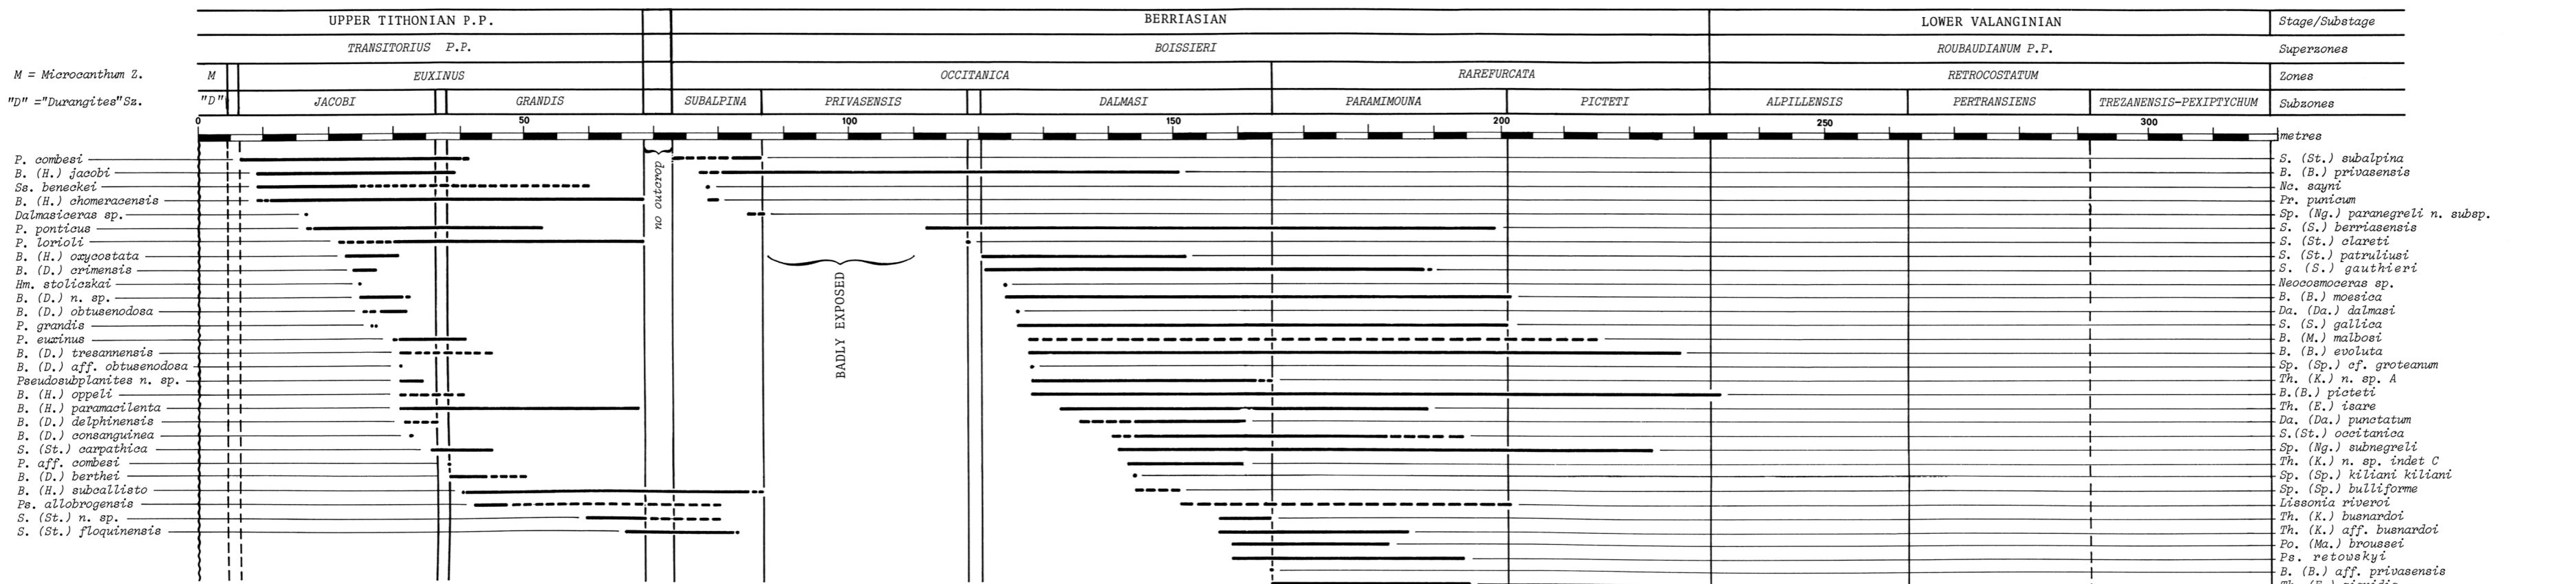 UPPER TITHONIAN P.P. BERRIASIAN LOWER VALANGINIAN Stage/Substage
TRANSITORIUS P.P. BOISSIERI ROUBAUDIANUM P.P. Superzones
M = Microcanthum Z. M EUXINUS OCCITANICA RAREFURCATA RETROCOSTATUM Zones
"D" ="Durangites"Sz. "D" JACOBI GRANDIS SUBALPINA PRIVASENSIS DALMASI PARAMIMOUNA PICTETI ALPILLENSIS PERTRANSIENS TREZANENSIS-PEXIPTYCHUM Subzones
0 50 100 150 200 250 300
metres
P. combesi
B. (H.) jacobi
Ss. beneckei
B. (H.) chomeracensis
Dalmasiceras sp.
P. ponticus
P. lorioli
B. (H.) oxycostata
B. (D.) crimensis
Hm. stoliczkai
B. (D.) n. sp.
B. (D.) obtusenodosa
P. grandis
P. euxinus
B. (D.) tresannensis
B. (D.) aff. obtusenodosa
Pseudosubplanites n. sp.
B. (H.) oppeli
B. (H.) paramacilenta
B. (D.) delphinensis
B. (D.) consanguinea
S. (St.) carpathica
P. aff. combesi
B. (D.) berthei
B. (H.) subcallisto
Ps. allobrogensis
S. (St.) n. sp.
S. (St.) floquinensis
no outcrop
BADLY EXPOSED
S. (St.) subalpina
B. (B.) privasensis
Nc. sayni
Pr. punicum
Sp. (Ng.) paranegreli n. subsp.
S. (S.) berriasensis
S. (St.) clareti
S. (St.) patruliusi
S. (S.) gauthieri
Neocosmoceras sp.
B. (B.) moesica
Da. (Da.) dalmasi
S. (S.) gallica
B. (M.) malbosi
B. (B.) evoluta
Sp. (Sp.) cf. groteanum
Th. (K.) n. sp. A
B.(B.) picteti
Th. (E.) isare
Da. (Da.) punctatum
S.(St.) occitanica
Sp. (Ng.) subnegreli
Th. (K.) n. sp. indet C
Sp. (Sp.) kiliani kiliani
Sp. (Sp.) bulliforme
Lissonia riveroi
Th. (K.) busnardoi
Th. (K.) aff. busnardoi
Po. (Ma.) broussei
Ps. retowskyi
B. (B.) aff. privasensis